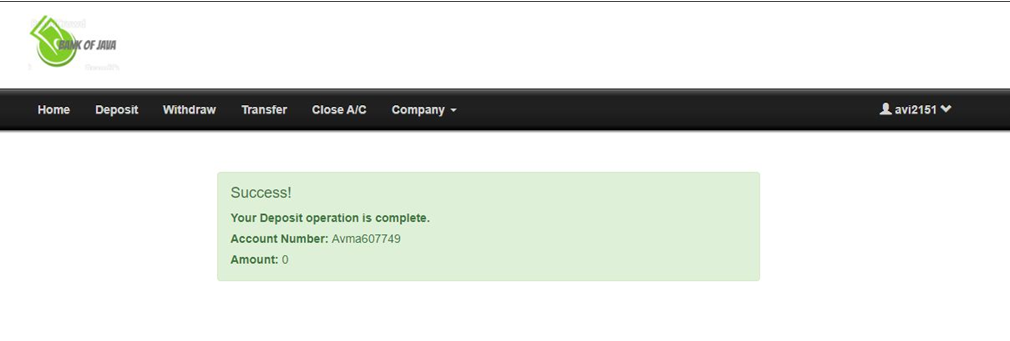 BANK OF JAVA
Home Deposit Withdraw Transfer Close A/C Company avi2151
Success!
Your Deposit operation is complete.
Account Number: Avma607749
Amount: 0